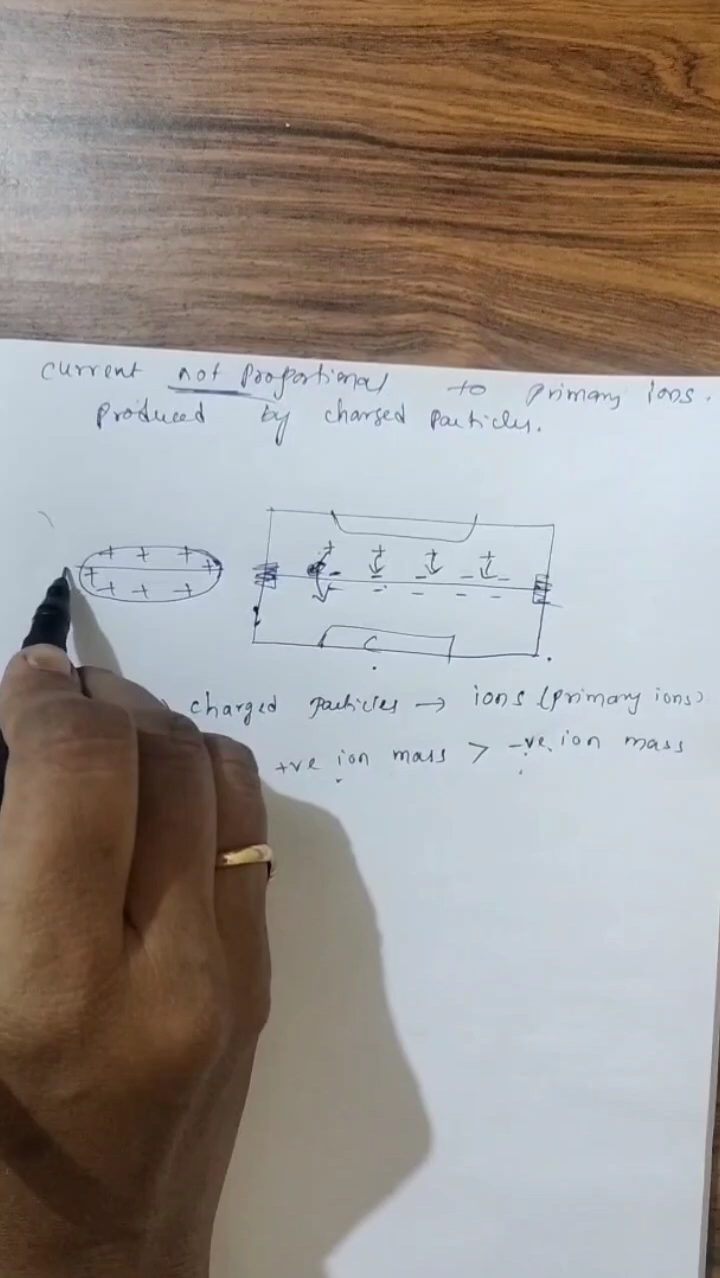 current not proportional to primary ions.
produced by charged particles.
+ + +
+ +
+ + +
+ + + +
- - - - -
- - - - -
C
charged particles → ions (primary ions)
+ve ion mass > -ve ion mass